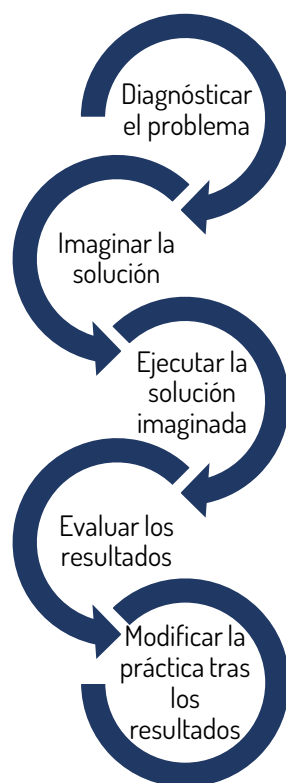 Diagnósticar
el problema
Imaginar la
solución
Ejecutar la
solución
imaginada
Evaluar los
resultados
Modificar la
práctica tras
los
resultados